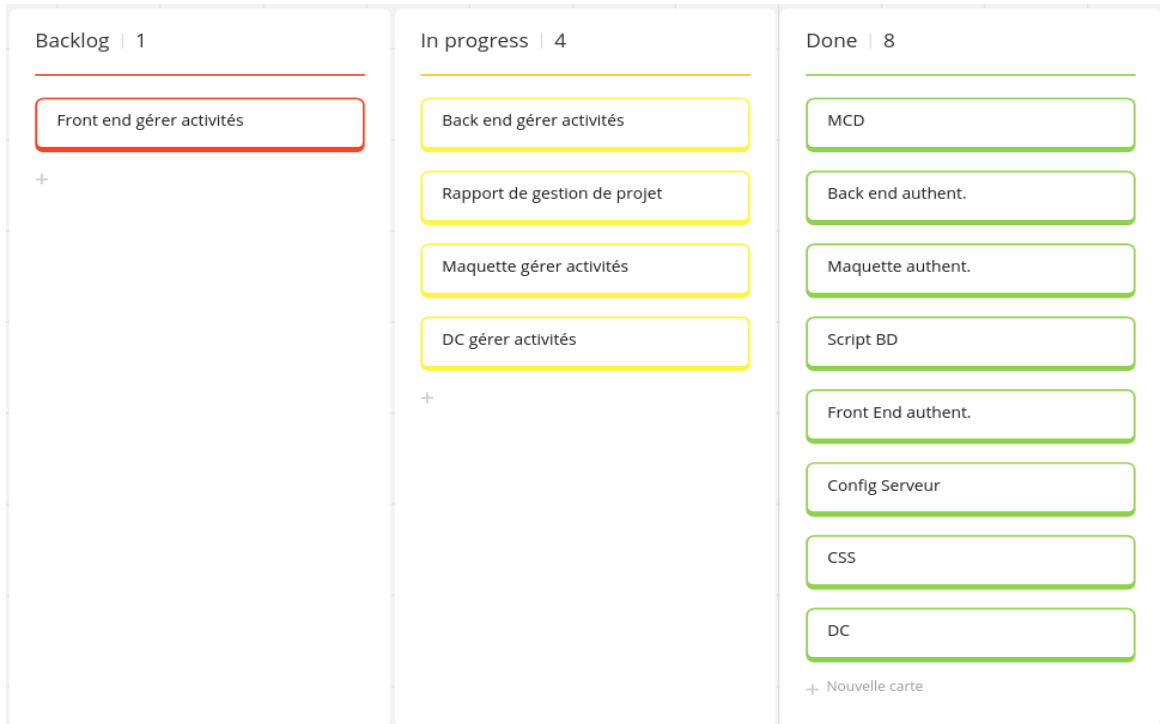 Backlog | 1
Front end gérer activités
+
In progress | 4
Back end gérer activités
Rapport de gestion de projet
Maquette gérer activités
DC gérer activités
+
Done | 8
MCD
Back end authent.
Maquette authent.
Script BD
Front End authent.
Config Serveur
CSS
DC
+ Nouvelle carte